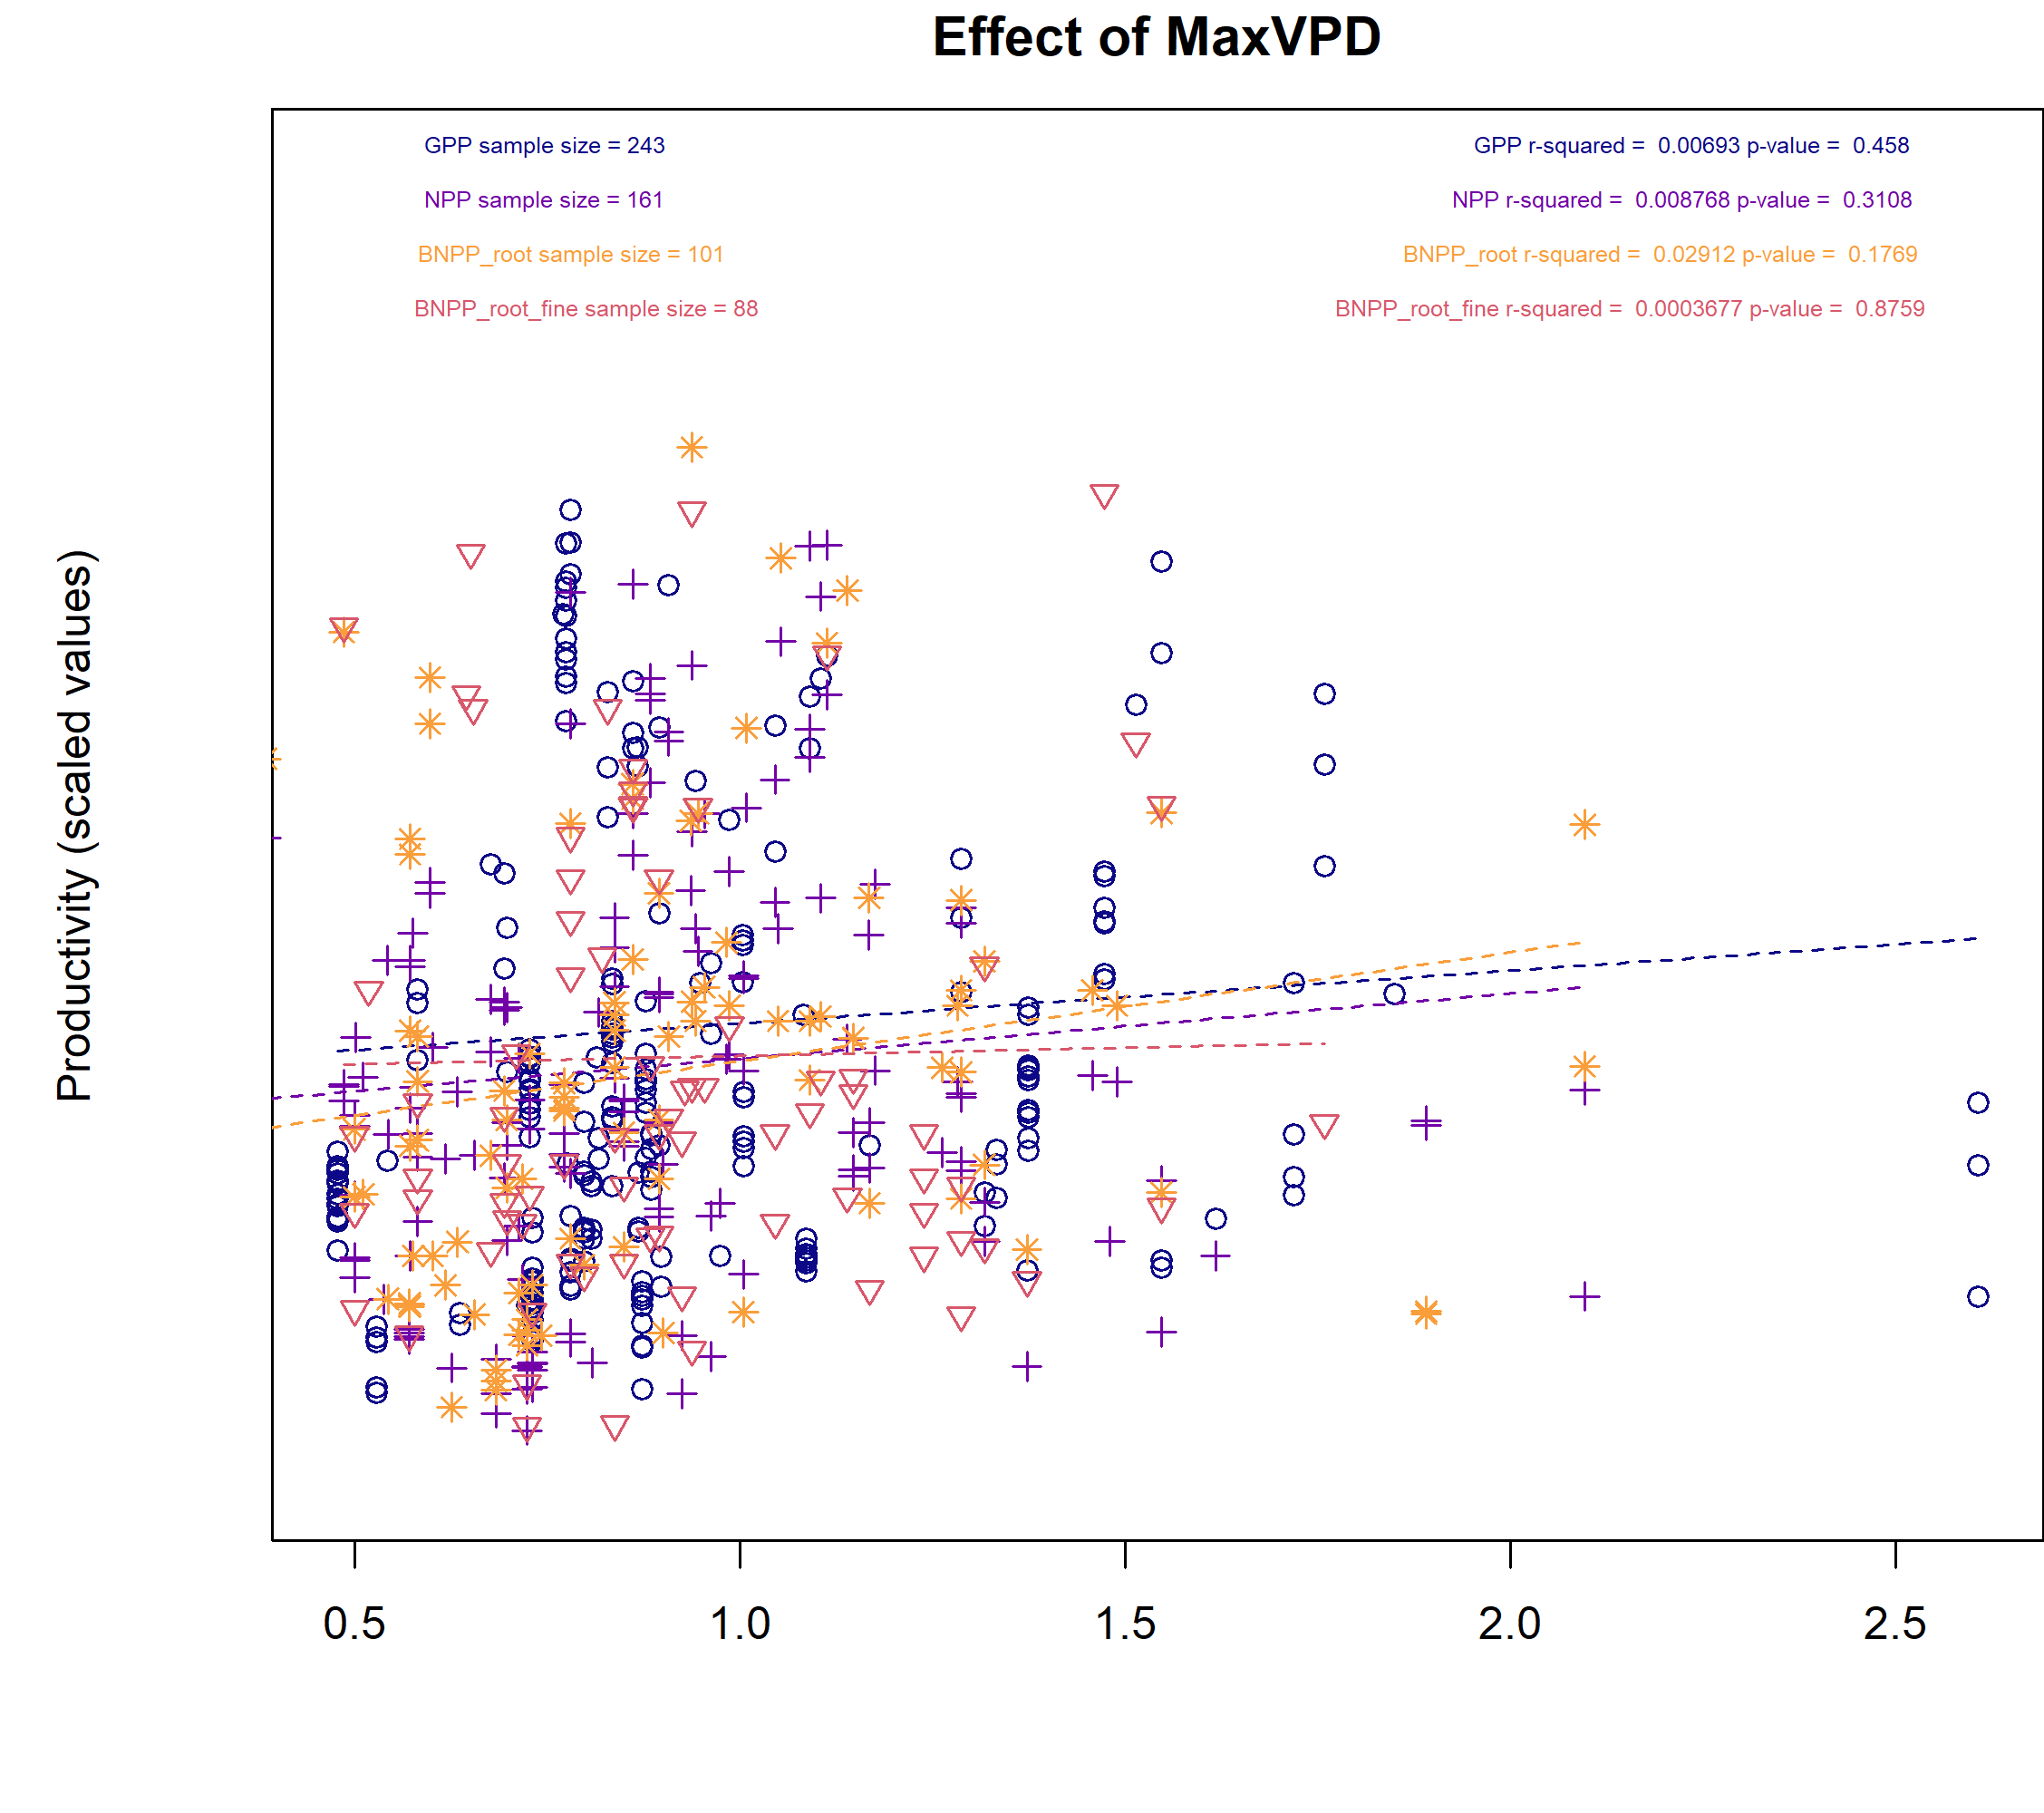 Effect of MaxVPD
GPP sample size = 243
GPP r-squared = 0.00693 p-value = 0.458
NPP sample size = 161
NPP r-squared = 0.008768 p-value = 0.3108
BNPP_root sample size = 101
BNPP_root r-squared = 0.02912 p-value = 0.1769
BNPP_root_fine sample size = 88
BNPP_root_fine r-squared = 0.0003677 p-value = 0.8759
Productivity (scaled values)
0.5 1.0 1.5 2.0 2.5